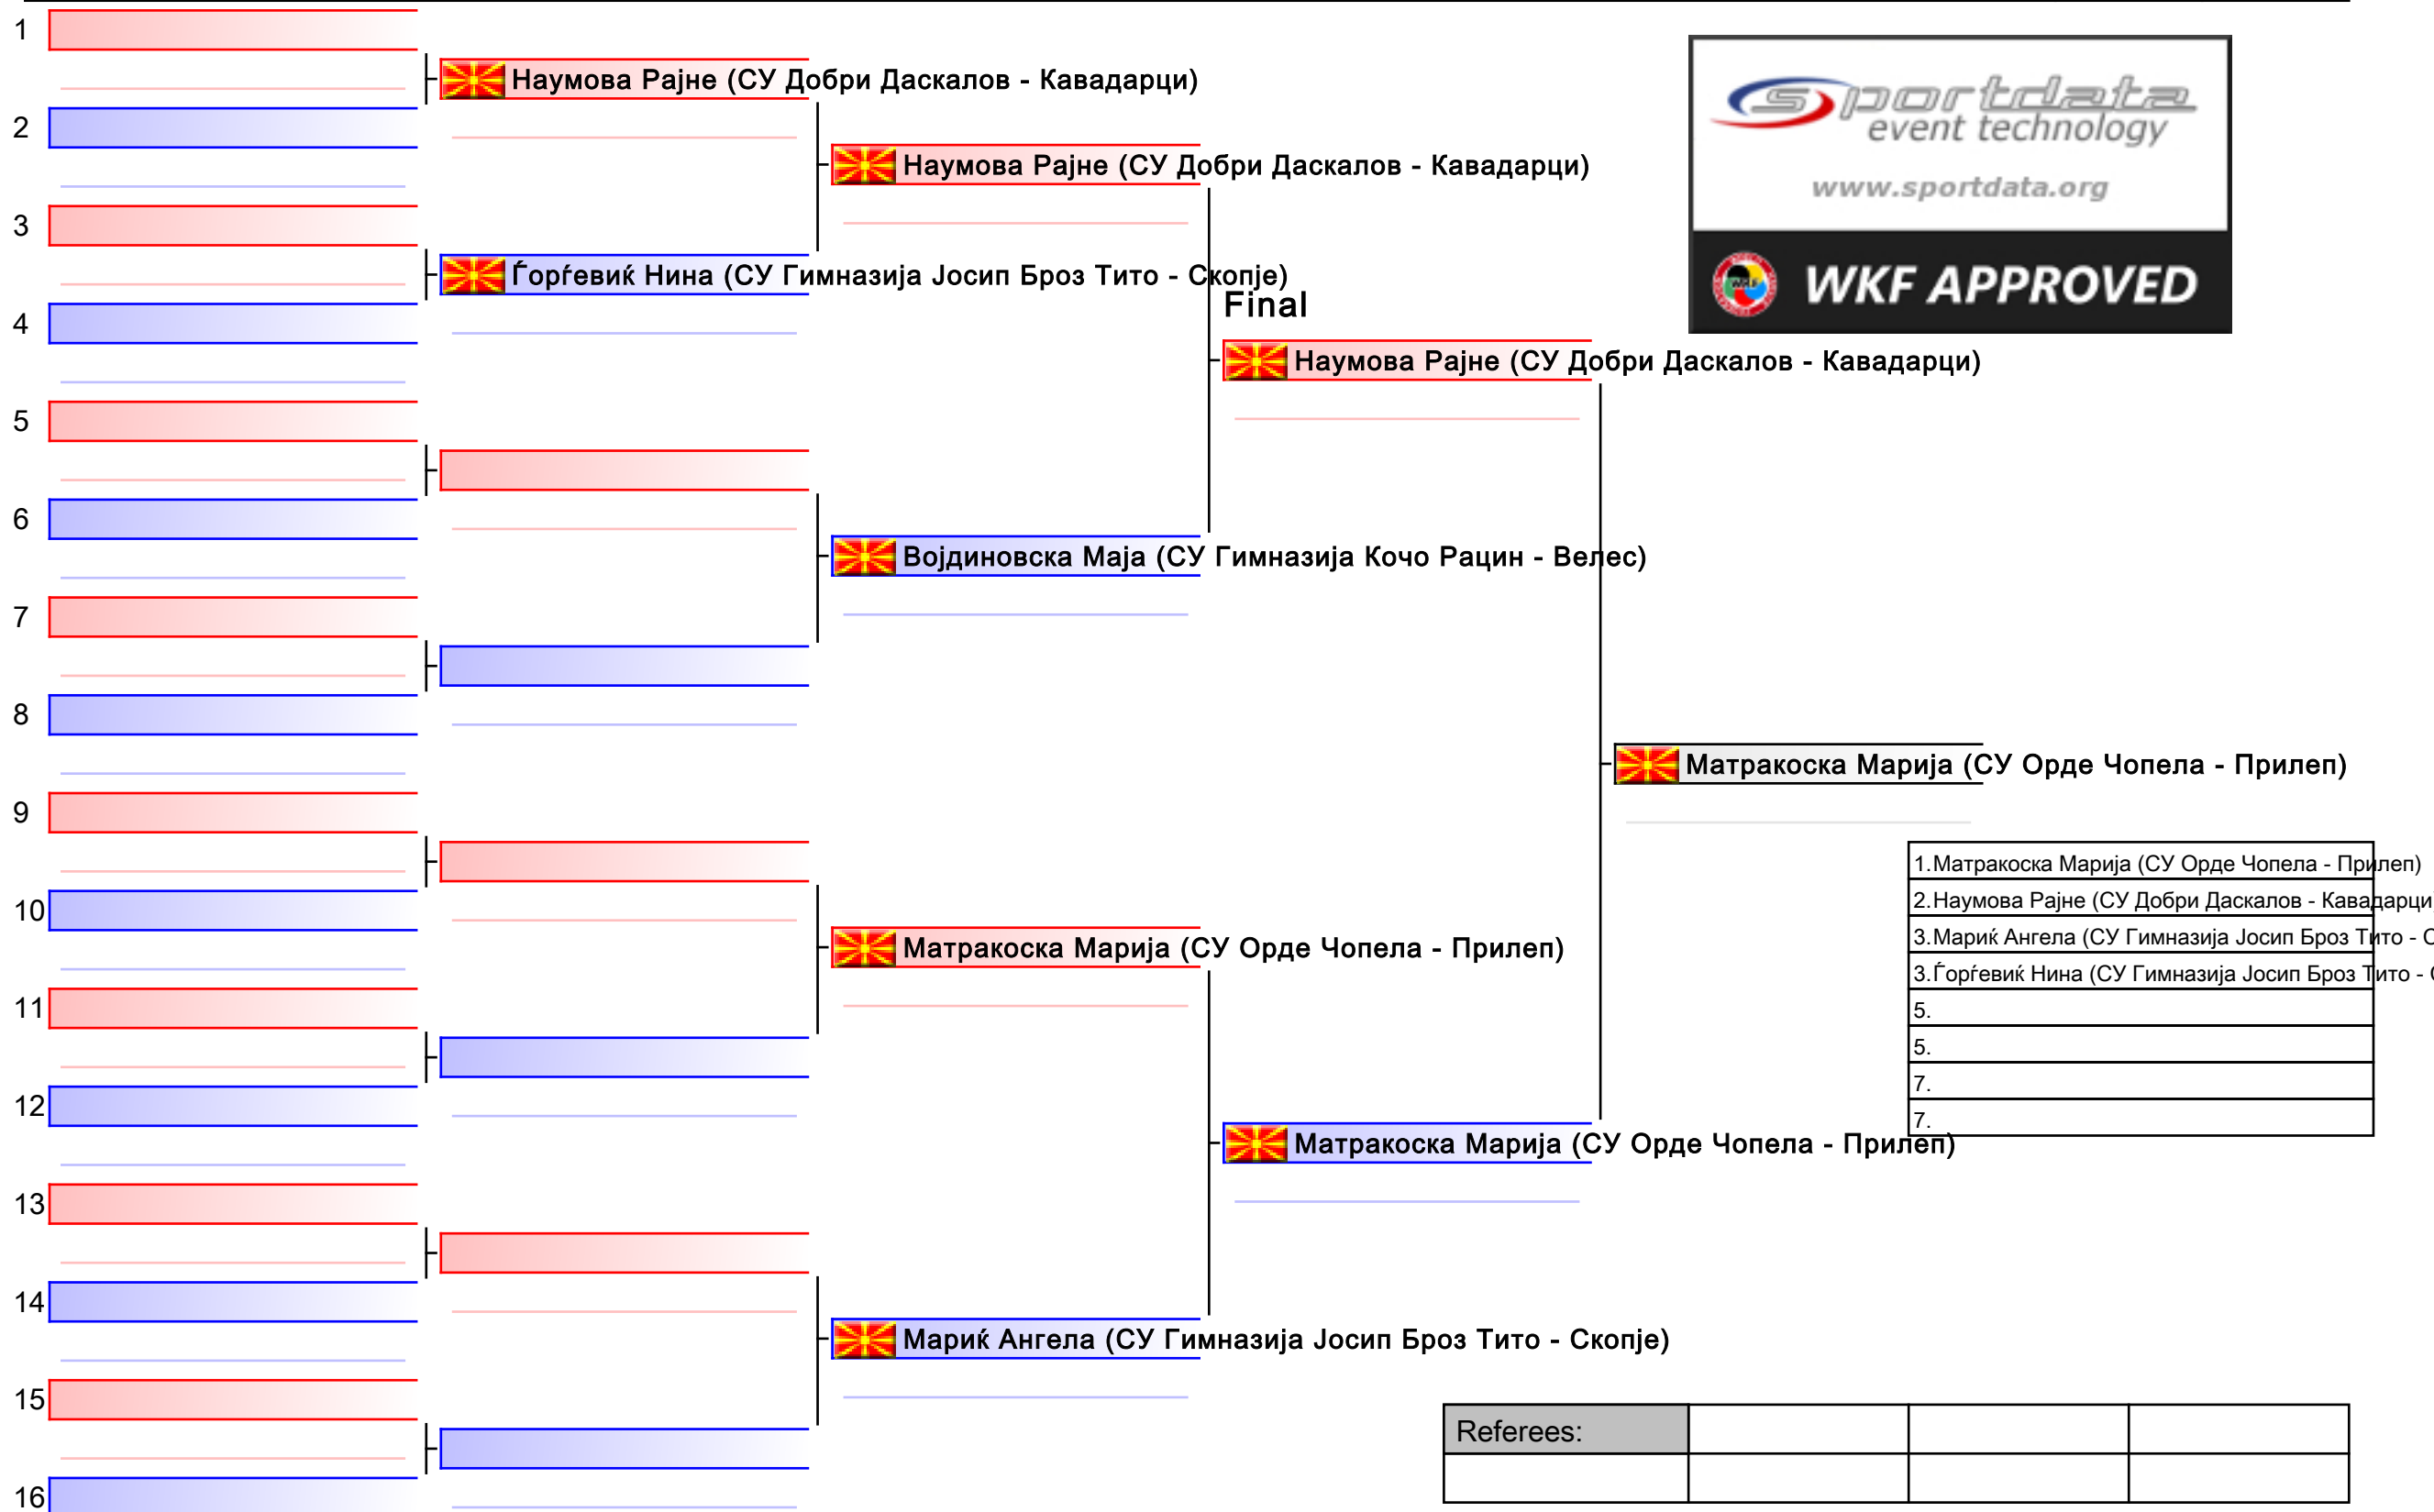 1
Наумова Рајне (СУ Добри Даскалов - Кавадарци)
2
sportdata
event technology
www.sportdata.org
WKF APPROVED
Наумова Рајне (СУ Добри Даскалов - Кавадарци)
3
Ѓорѓевиќ Нина (СУ Гимназија Јосип Броз Тито - Скопје)
4
Final
Наумова Рајне (СУ Добри Даскалов - Кавадарци)
5
6
Војдиновска Маја (СУ Гимназија Кочо Рацин - Велес)
7
8
Матракоска Марија (СУ Орде Чопела - Прилеп)
9
1.Матракоска Марија (СУ Орде Чопела - Прилеп)
2.Наумова Рајне (СУ Добри Даскалов - Кавадарци
3.Мариќ Ангела (СУ Гимназија Јосип Броз Тито -
3.Ѓорѓевиќ Нина (СУ Гимназија Јосип Броз Тито -
5.
5.
7.
7.
10
Матракоска Марија (СУ Орде Чопела - Прилеп)
11
12
Матракоска Марија (СУ Орде Чопела - Прилеп)
13
14
Мариќ Ангела (СУ Гимназија Јосип Броз Тито - Скопје)
15
Referees:
16